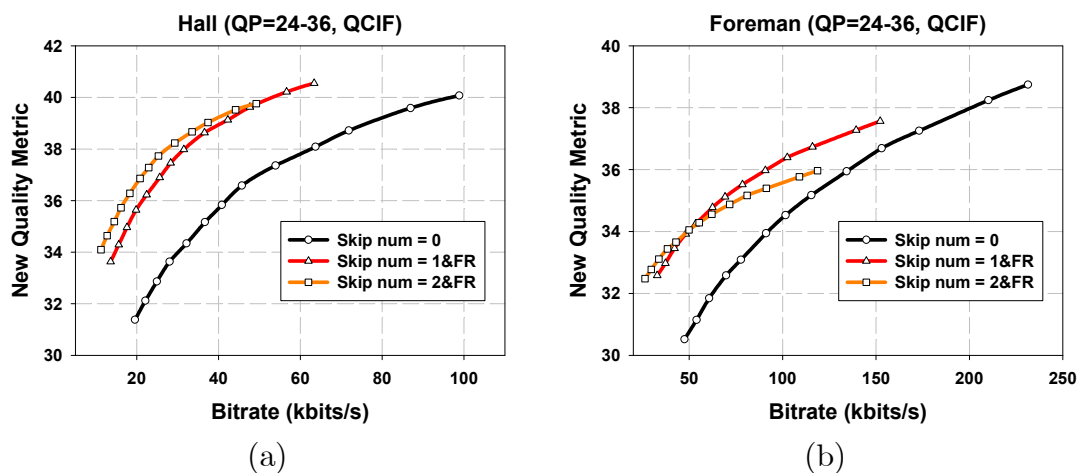 Hall (QP=24-36, QCIF)
New Quality Metric
42
40
38
36
34
32
30
20
40
60
80
100
Bitrate (kbits/s)
Skip num = 0
Skip num = 1&FR
Skip num = 2&FR
(a)
Foreman (QP=24-36, QCIF)
New Quality Metric
40
38
36
34
32
30
50
100
150
200
250
Bitrate (kbits/s)
Skip num = 0
Skip num = 1&FR
Skip num = 2&FR
(b)